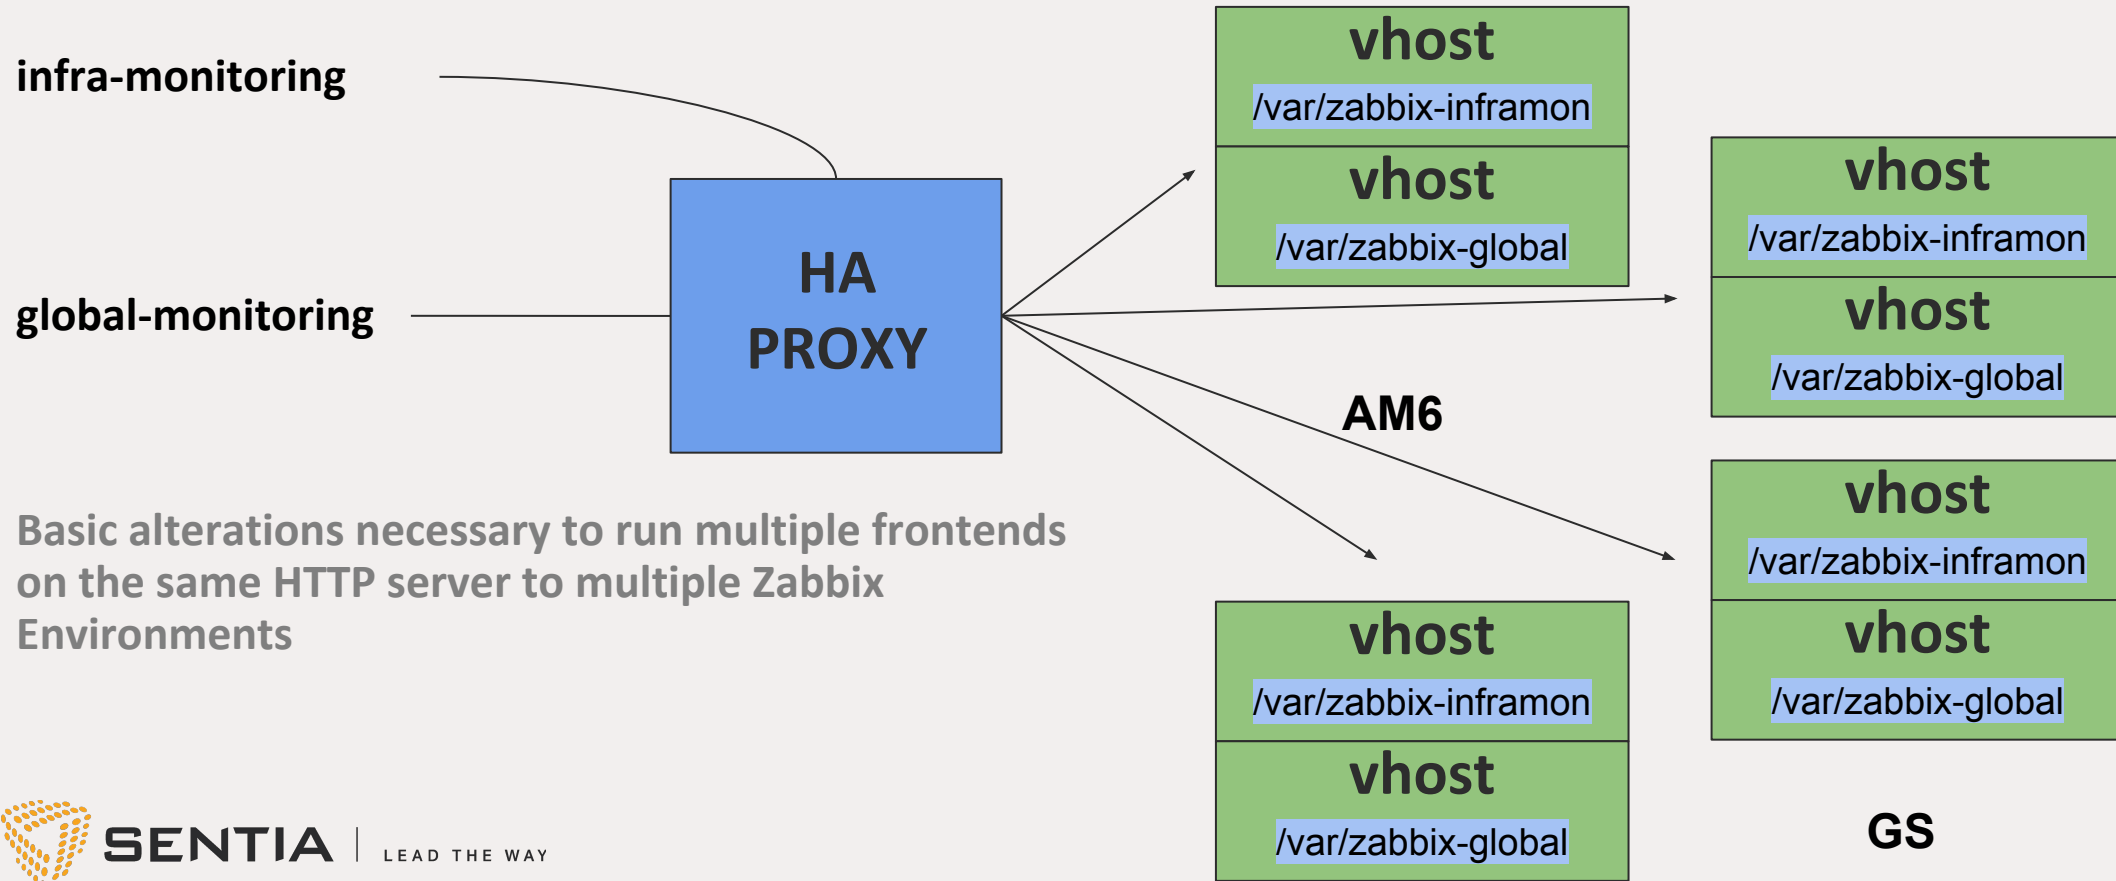 infra-monitoring
global-monitoring
HA
PROXY
vhost
/var/zabbix-inframon
vhost
/var/zabbix-global
vhost
/var/zabbix-inframon
vhost
/var/zabbix-global
AM6
vhost
/var/zabbix-inframon
vhost
/var/zabbix-global
vhost
/var/zabbix-inframon
vhost
/var/zabbix-global
GS
Basic alterations necessary to run multiple frontends
on the same HTTP server to multiple Zabbix
Environments
SENTIA | LEAD THE WAY